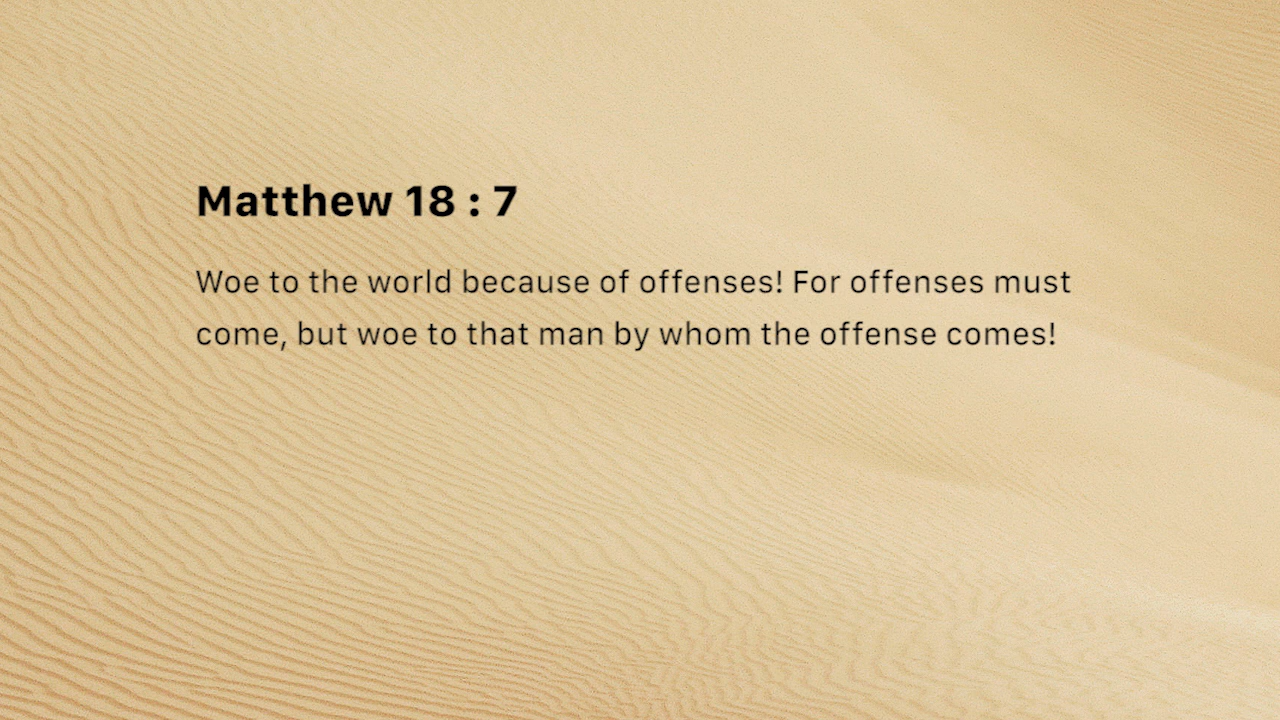 Matthew 18 : 7
Woe to the world because of offenses! For offenses must
come, but woe to that man by whom the offense comes!